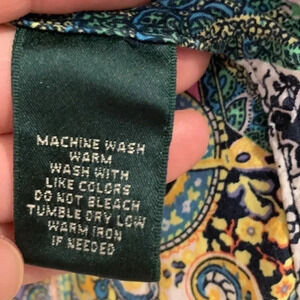 MACHINE WASH
WARM
WASH WITH
LIKE COLORS
DO NOT BLEACH
TUMBLE DRY LOW
WARM IRON
IF NEEDED